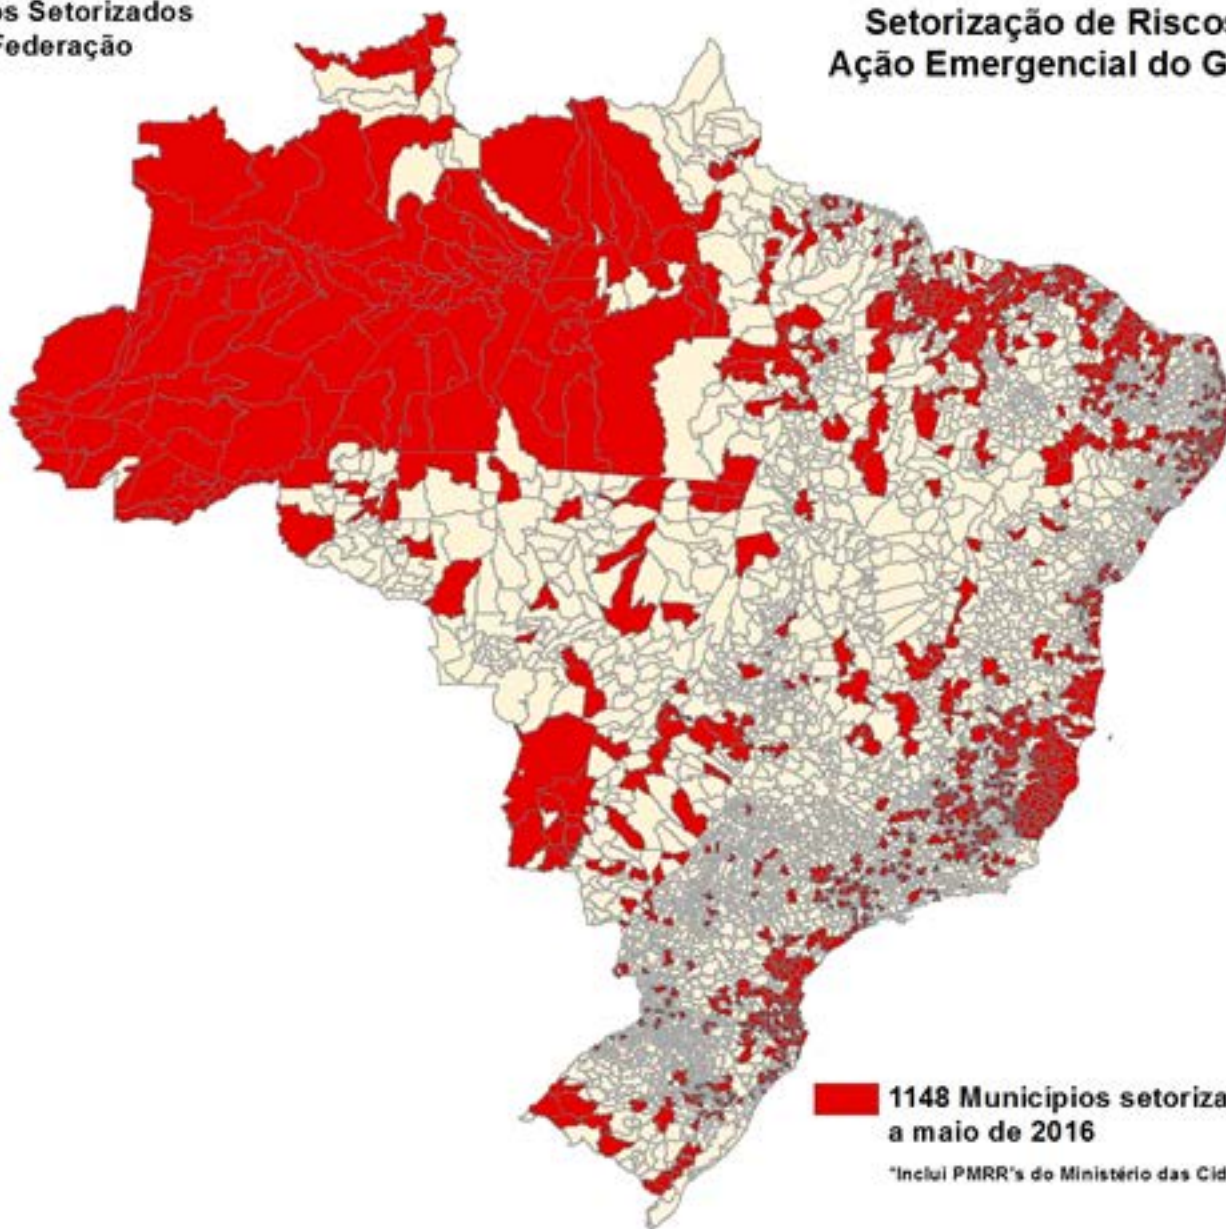 os Setorizados
Federação
Setorização de Riscos
Ação Emergencial do G
1148 Municípios setoriza
a maio de 2016
*Inclui PMRR's do Ministério das Cid